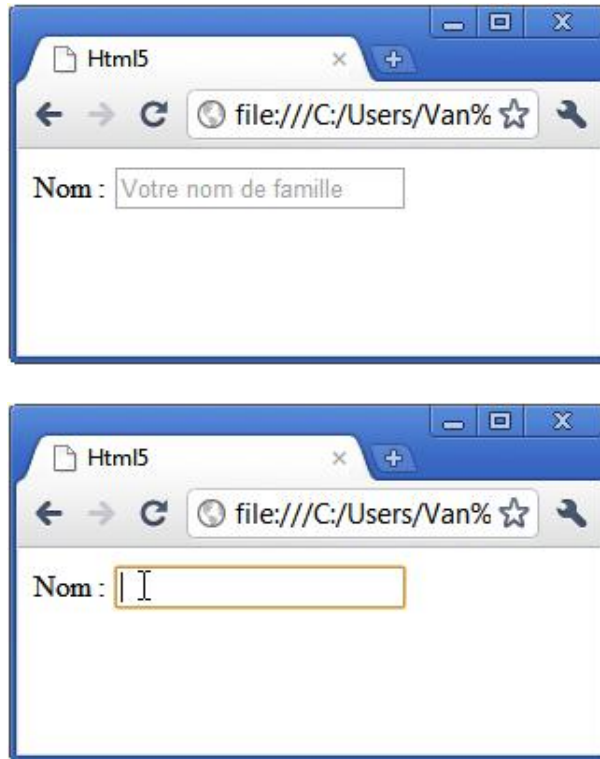 Html5
file:///C:/Users/Van%
Nom : Votre nom de famille
Html5
file:///C:/Users/Van%
Nom :